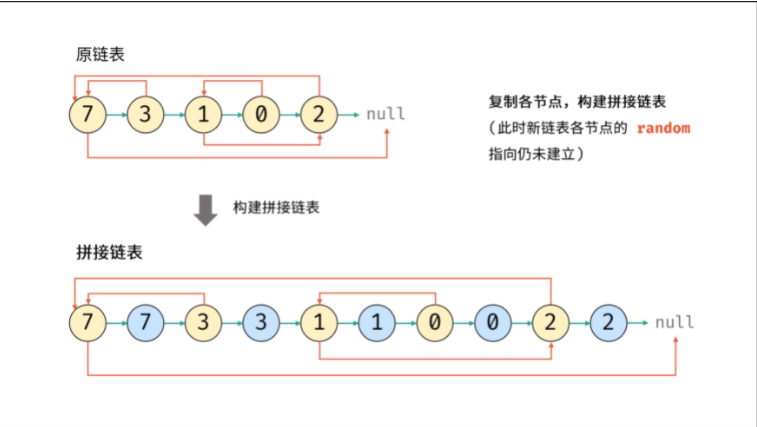 原链表
7 3 1 0 2 null
复制各节点，构建拼接链表
(此时新链表各节点的 random
指向仍未建立)
构建拼接链表
拼接链表
7 7 3 3 1 1 0 0 2 2 null